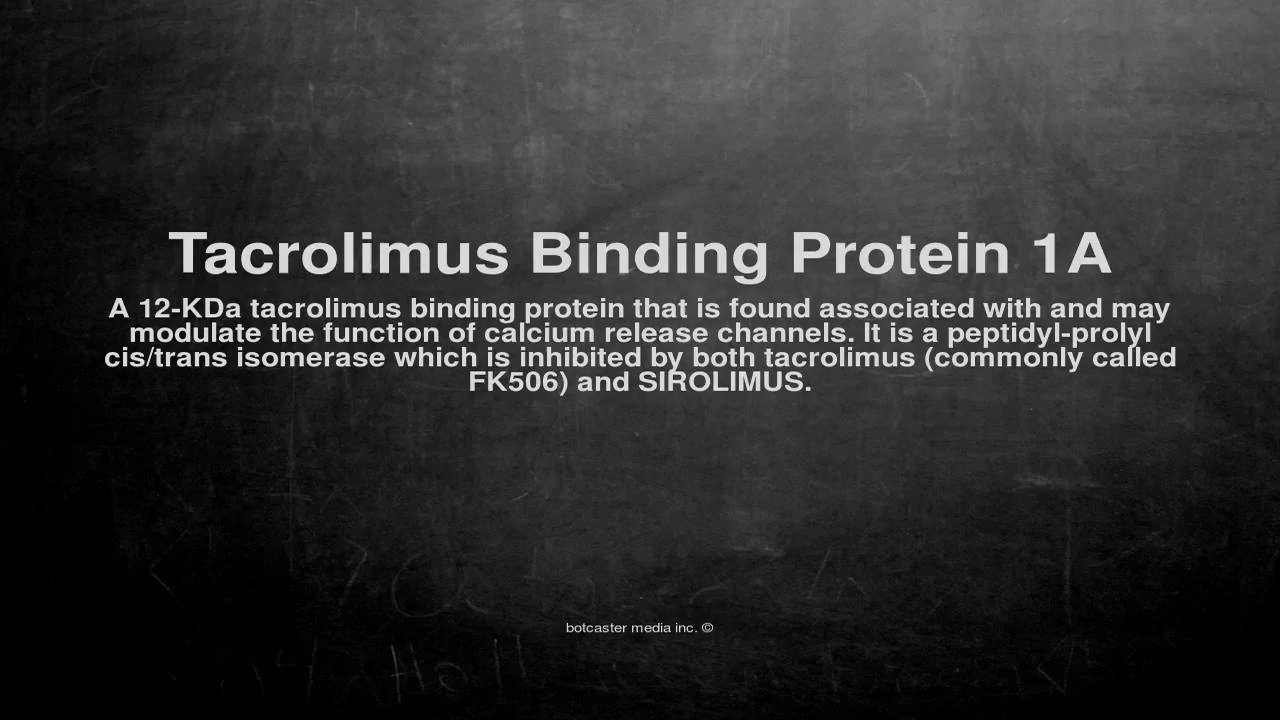 Tacrolimus Binding Protein 1A
A 12-KDa tacrolimus binding protein that is found associated with and may
modulate the function of calcium release channels. It is a peptidyl-prolyl
cis/trans isomerase which is inhibited by both tacrolimus (commonly called
FK506) and SIROLIMUS.
botcaster media inc. ©